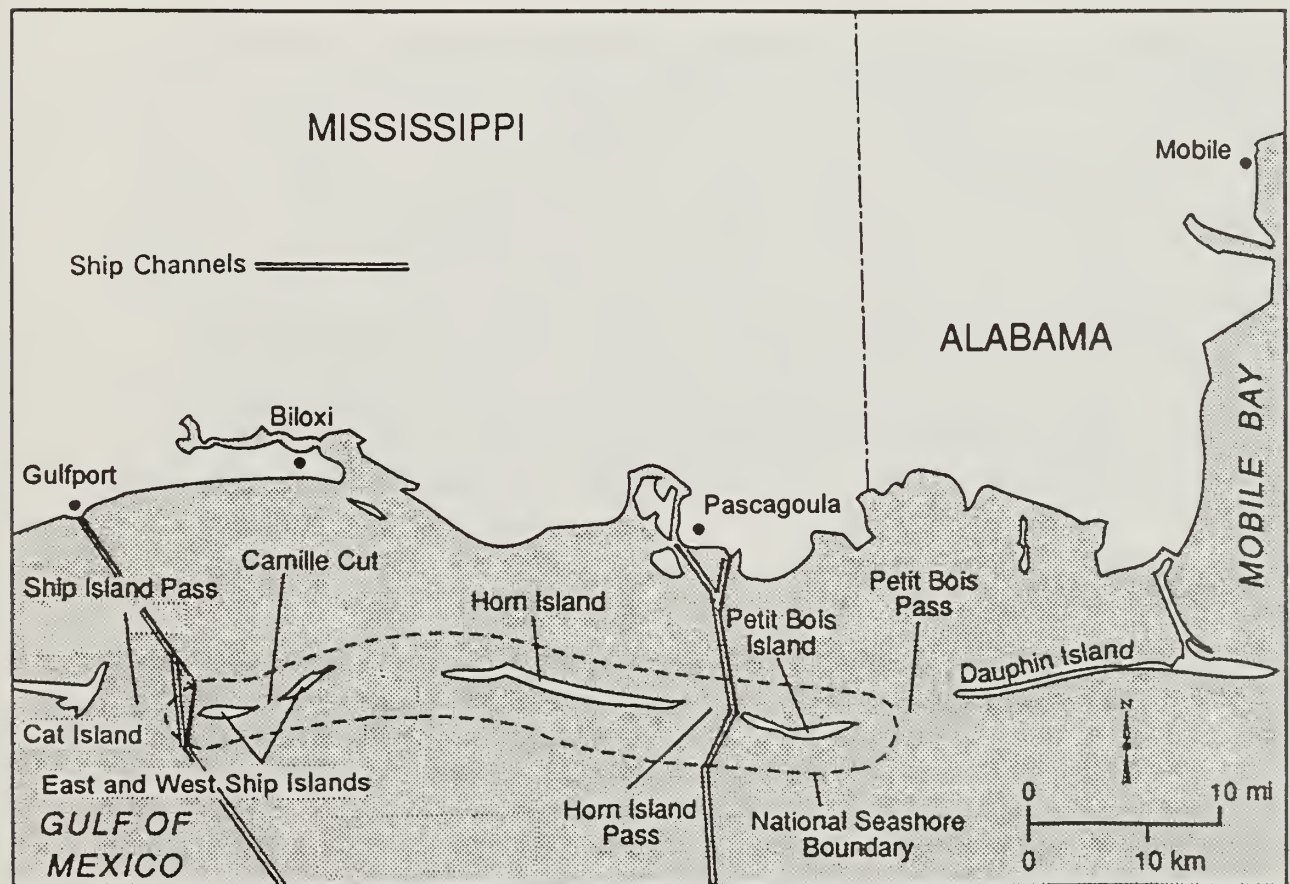 MISSISSIPPI
Mobile
Ship Channels
ALABAMA
MOBILE BAY
Biloxi
Gulfport
Pascagoula
Camille Cut
Ship Island Pass
Horn Island
Petit Bois
Pass
Petit Bois
Island
Dauphin Island
N
Cat Island
East and West Ship Islands
Horn Island
Pass
National Seashore
Boundary
0 10 mi
0 10 km
GULF OF
MEXICO